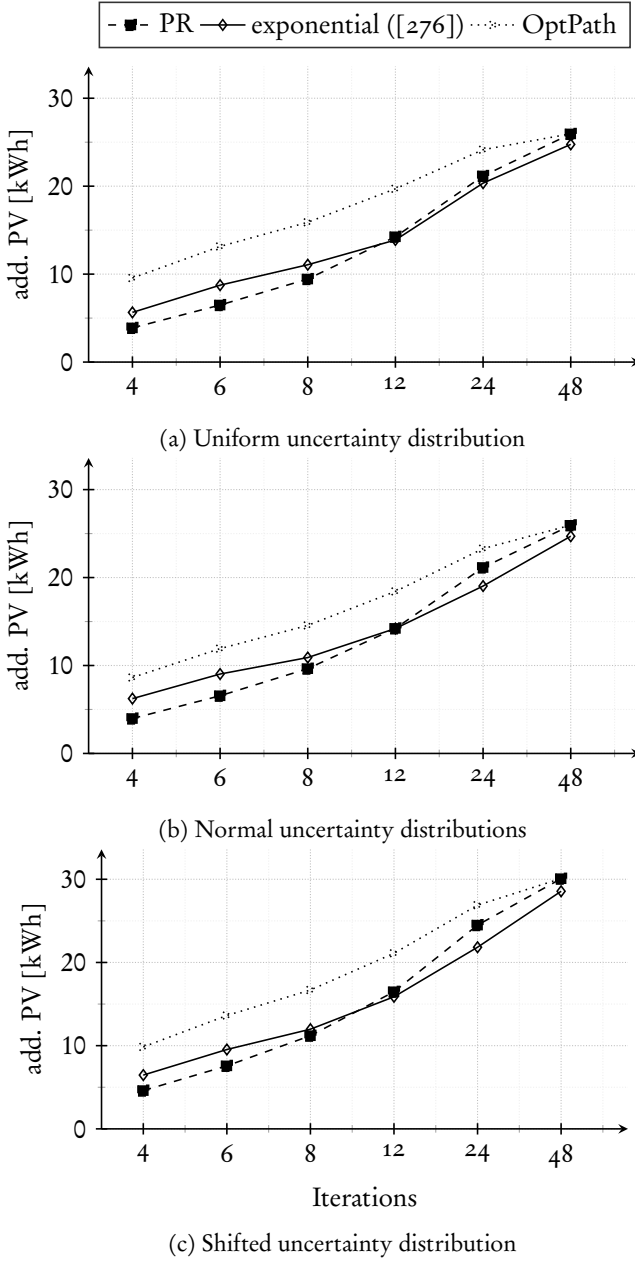 PR exponential ([276]) OptPath
30
20
10
0
add. PV [kWh]
4 6 8 12 24 48
(a) Uniform uncertainty distribution
30
20
10
0
add. PV [kWh]
4 6 8 12 24 48
(b) Normal uncertainty distributions
30
20
10
0
add. PV [kWh]
4 6 8 12 24 48
Iterations
(c) Shifted uncertainty distribution